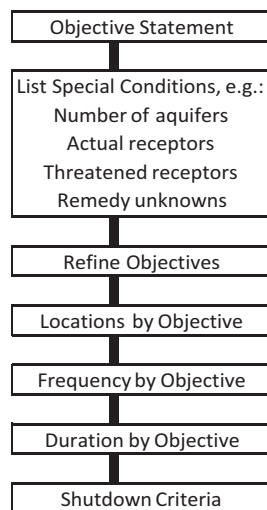 Objective Statement
List Special Conditions, e.g.:
Number of aquifers
Actual receptors
Threatened receptors
Remedy unknowns
Refine Objectives
Locations by Objective
Frequency by Objective
Duration by Objective
Shutdown Criteria